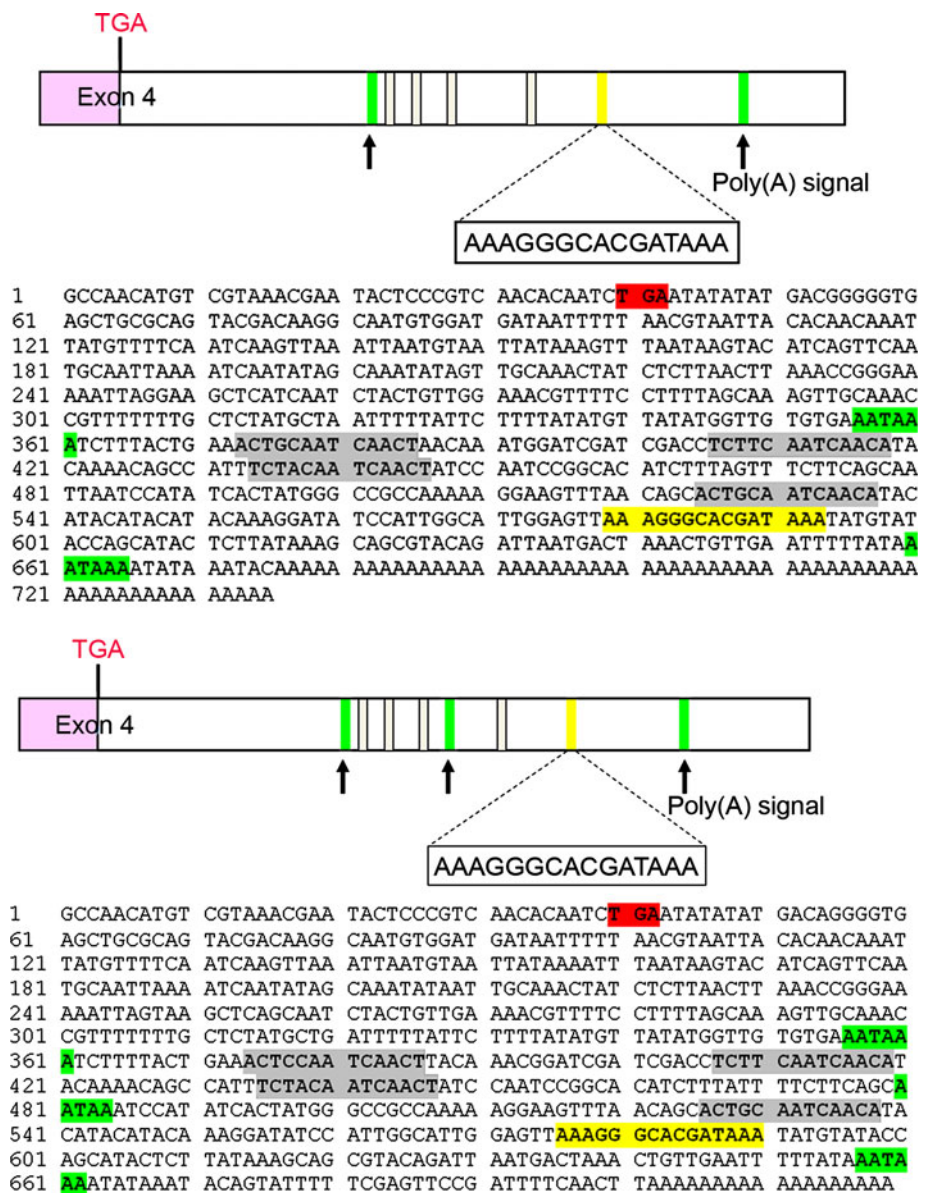 TGA
Exon 4
Poly(A) signal
AAAGGGCACGATAAA
1 GCCAACATGT CGTAAACGAA TACTCCCGTC AACACAATCT GAATATATAT GACGGGGGTG
61 AGCTGCGCAG TACGACAAGG CAATGTGGAT GATAATTTTT TAACGTAATTA CACAACAAAT
121 TATGTTTTCA ATCAAGTTAA ATTAATGTAA TTATAAAGTT TAATAAGTAC ATCAGTTCAA
181 TGCAATTAAA ATCAATATAG CAAATATAGTT TGCAAACTAT CTCTTAACTT AAACCGGGAA
241 AAATTAGGAA GCTCATCAAT CTACTGTTGG AAACGTTTTC CTTTTAGCAA AGTTGCAAAC
301 CGTTTTTTTG CTCTATGCTA ATTTTTATTC TTTTATATGT TATATGGTTG TGTGAAATAA
361 ATCTTTACTG AAACTGCAAT CAACTAACAA ATGGATCGAT CGACCTCTTC AATCAACATA
421 CAAAACAGCC ATTTCTACAA TCAACTATCC AATCCGGCAC ATCTTTAGTT TCTTCAGCAA
481 TTAATCCATA TCACTATGGG CCGCCAAAAA GGAAGTTTAA CAGCACTGCA ATCAACATAC
541 ATACATACAT ACAAAGGATA TCCATTGGCA TTGGAGTTAA AGGGCACGAT AAATATGTAT
601 ACCAGCATAC TCTTATAAAG CAGCGTACAG ATTAATGACT AAACTGTTGA ATTTTTATAA
661 ATAAAATATA AATACAAAAA AAAAAAAAAA AAAAAAAAAA AAAAAAAAAA AAAAAAAAAA
721 AAAAAAAAAA AAAAA
TGA
Exon 4
Poly(A) signal
AAAGGGCACGATAAA
1 GCCAACATGT CGTAAACGAA TACTCCCGTC AACACAATCT GAATATATAT GACAGGGGTG
61 AGCTGCGCAG TACGACAAGG CAATGTGGAT GATAATTTTT TAACGTAATTA CACAACAAAT
121 TATGTTTTCA ATCAAGTTAA ATTAATGTAA TTATAAAATT TAATAAGTAC ATCAGTTCAA
181 TGCAATTAAA ATCAATATAG CAAATATAAT TGCAAACTAT CTCTTAACTT AAACCGGGAA
241 AAATTAGTAA GCTCAGCAAT CTACTGTTGA AAACGTTTTC CTTTTAGCAA AGTTGCAAAC
301 CGTTTTTTTG CTCTATGCTG ATTTTTATTC TTTTATATGT TATATGGTTG TGTGAAATAA
361 ATCTTTTACT GAAACTCCAA TCAACTTACA AACGGATCGA TCGACCTCTT CAATCAACAT
421 ACAAAACAGC CATTTCTACA ATCAACTATC CAATCCGGCA CATCTTTATT TTCTTCAGCA
481 ATAAATCCAT ATCACTATGG GCCGCCAAAA AGGAAGTTTA ACAGCACTGC AATCAACATA
541 CATACATACA AAGGATATCC ATTGGCATTG GAGTTAAAGG GCACGATAAA TATGTATACC
601 AGCATACTCT TATAAAGCAG CGTACAGATT AATGACTAAA CTGTTGAATT TTTATAAATA
661 AAATATAAAT ACAGTATTTT TCGAGTTCCG ATTTTCAACT TAAAAAAAAA AAAAAAAAAA